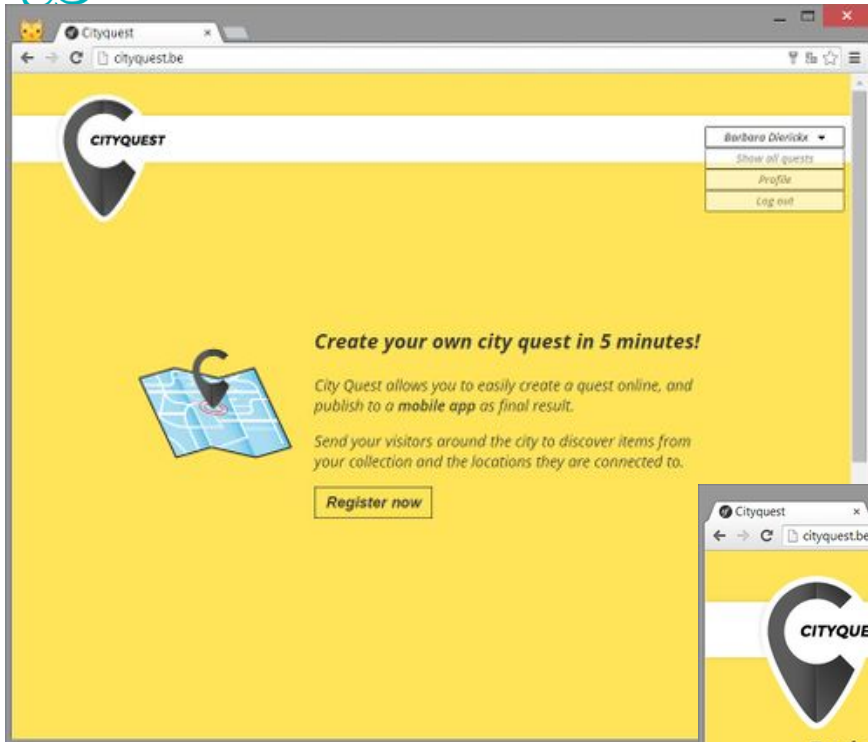 Cityquest
cityquest.be
CITYQUEST
Barbara Dierickx
Show all quests
Profile
Log out
Create your own city quest in 5 minutes!
City Quest allows you to easily create a quest online, and
publish to a mobile app as final result.
Send your visitors around the city to discover items from
your collection and the locations they are connected to.
Register now
Cityquest
cityquest.be
CITYQUE